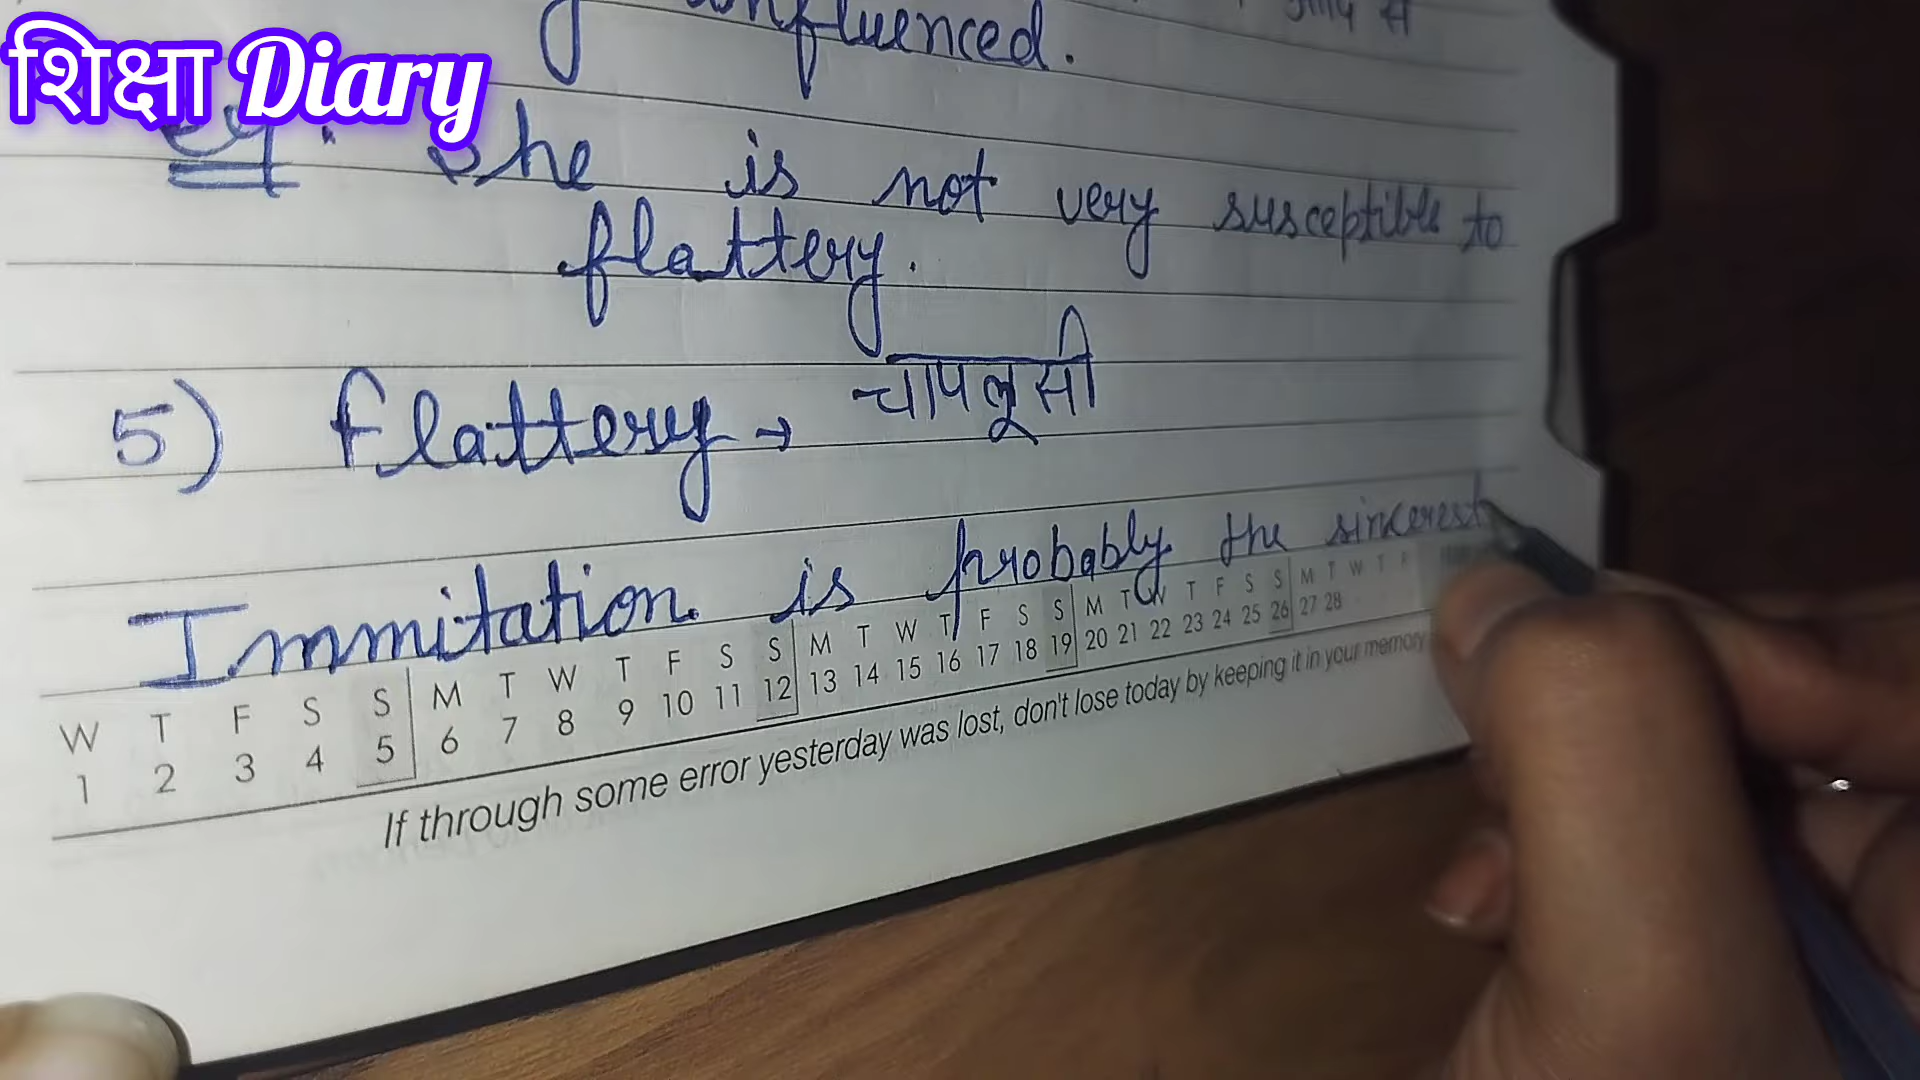 शिक्षा Diary
influenced.
eg: She is not very susceptible to
flattery.
5) Flattery → चापलूसी
Immitation is probably the sincerest
W T F S S M T W T F S S M T W T F S S M T W T F S S M T W T F
1 2 3 4 5 6 7 8 9 10 11 12 13 14 15 16 17 18 19 20 21 22 23 24 25 26 27 28
If through some error yesterday was lost, don't lose today by keeping it in your memory